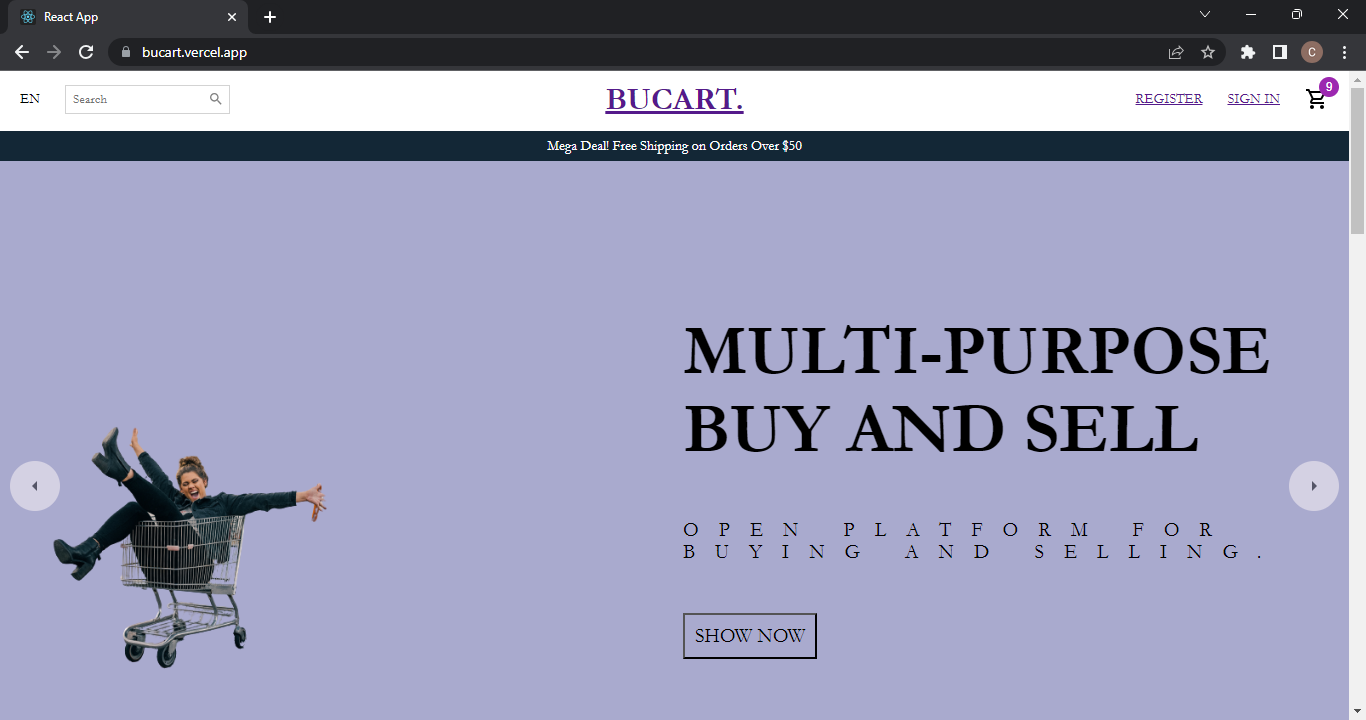 React App
bucart.vercel.app
C
EN
Search
BUCART.
REGISTER
SIGN IN
9
Mega Deal! Free Shipping on Orders Over $50
MULTI-PURPOSE
BUY AND SELL
OPEN PLATFORM FOR
BUYING AND SELLING.
SHOW NOW